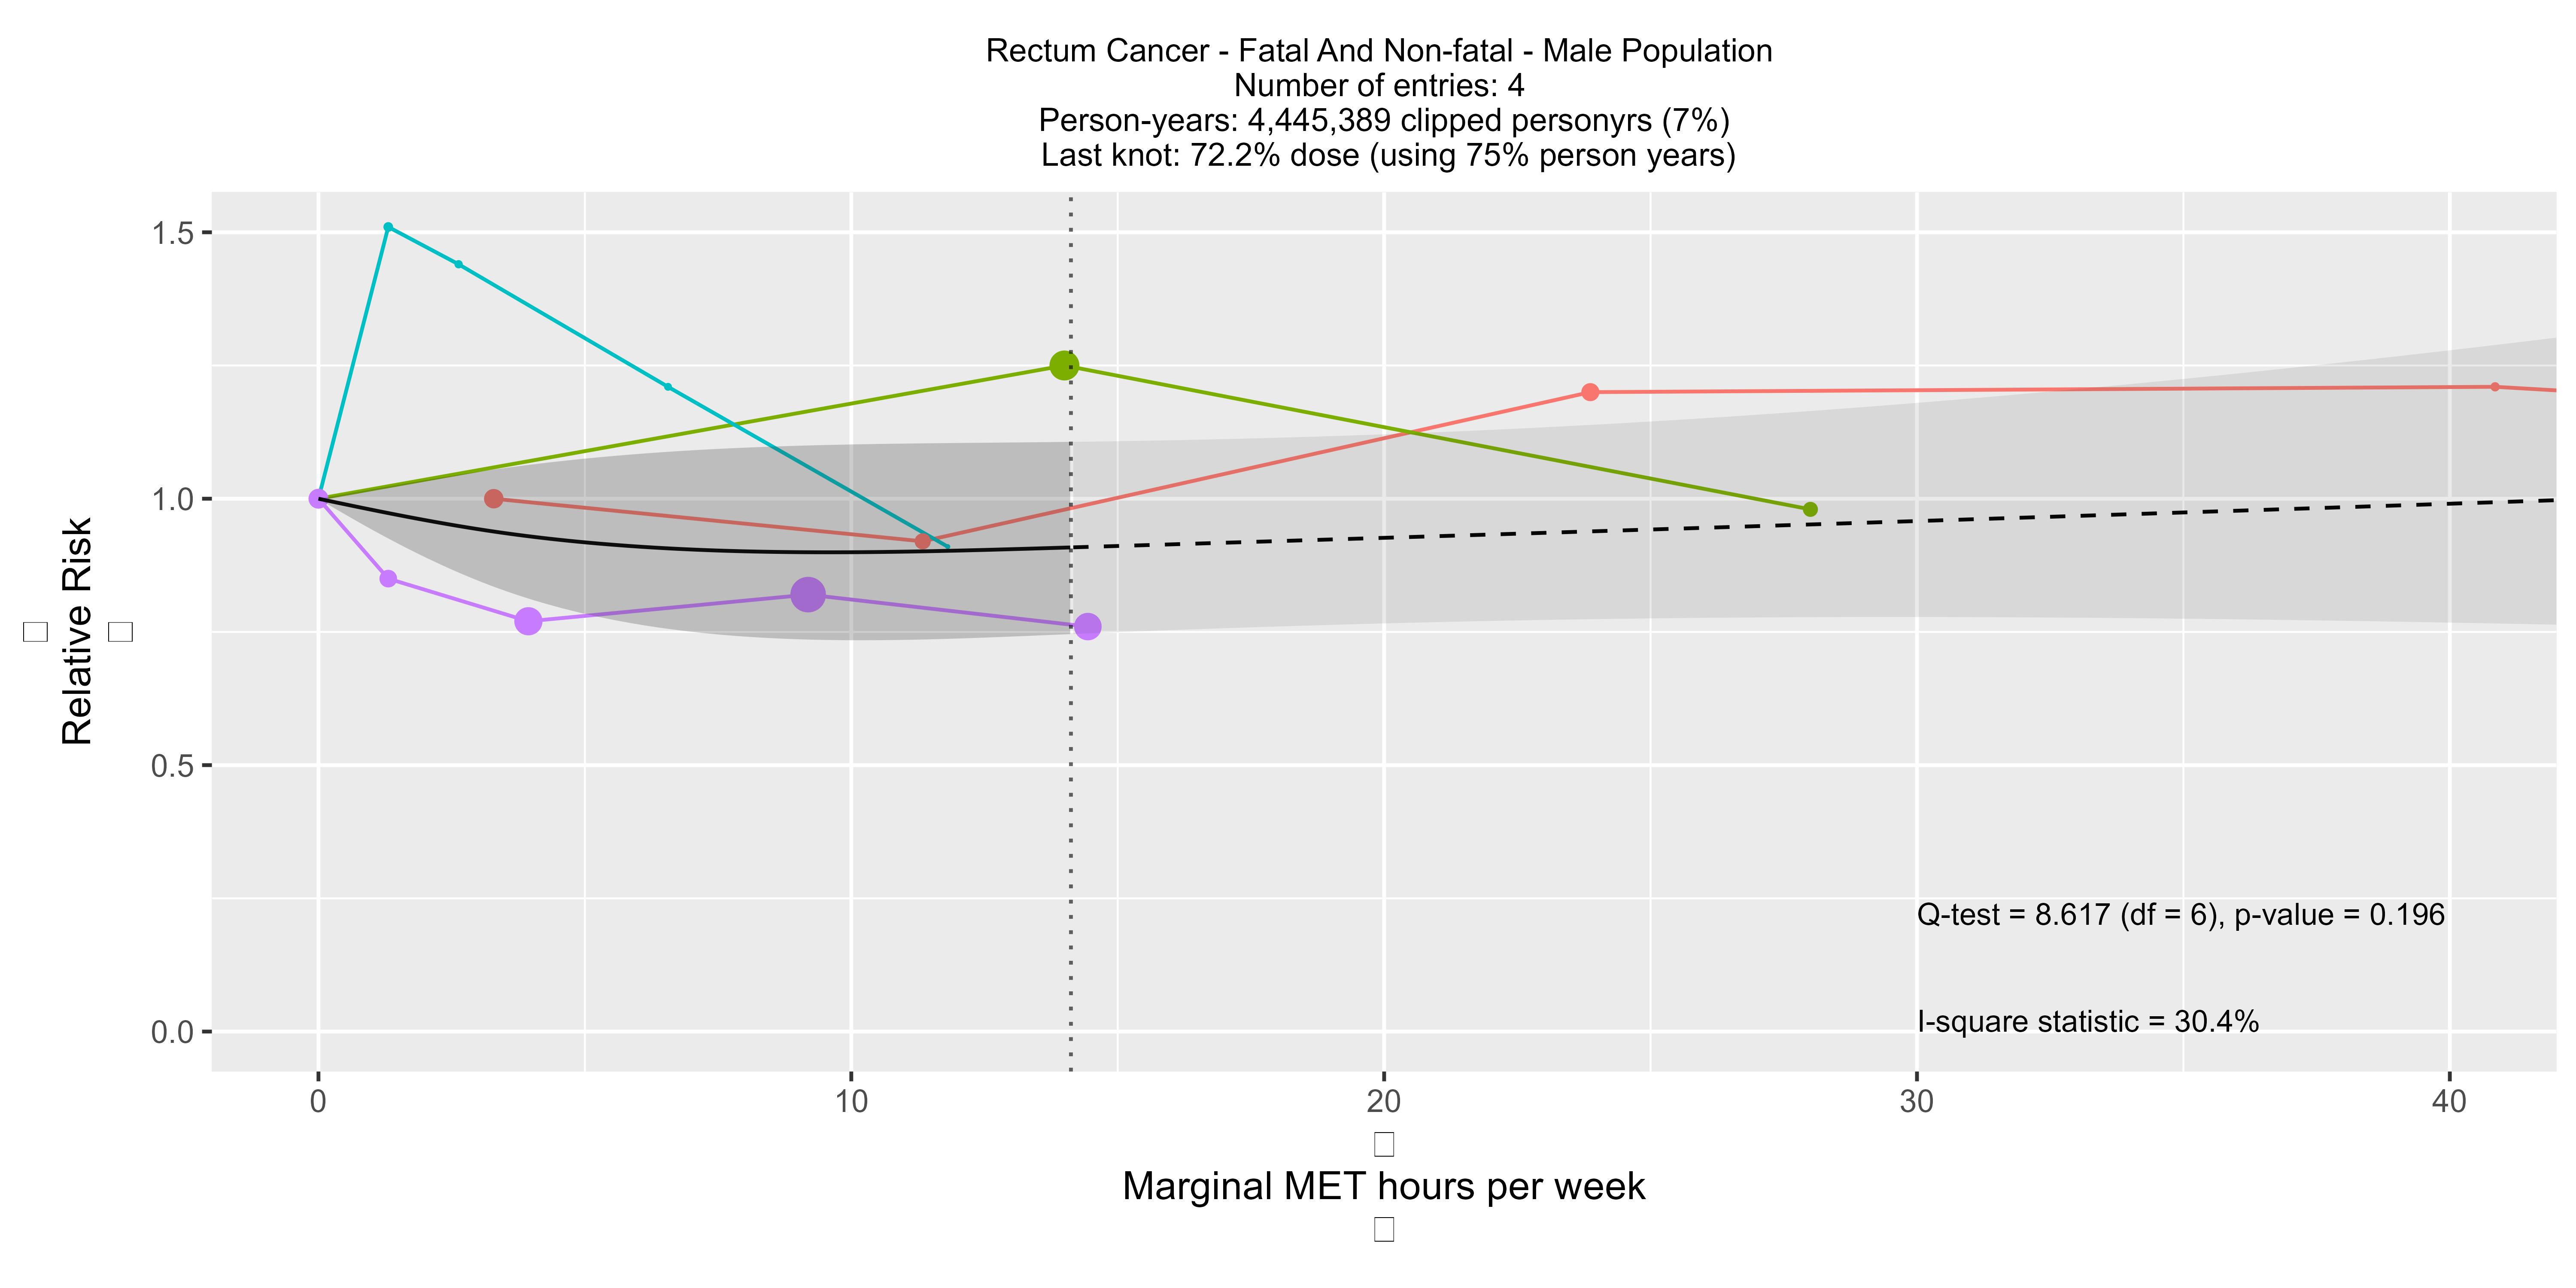 Rectum Cancer - Fatal And Non-fatal - Male Population
Number of entries: 4
Person-years: 4,445,389 clipped personyrs (7%)
Last knot: 72.2% dose (using 75% person years)
1.5
1.0
0.5
0.0
Relative Risk
Q-test = 8.617 (df = 6), p-value = 0.196
I-square statistic = 30.4%
0 10 20 30 40
Marginal MET hours per week